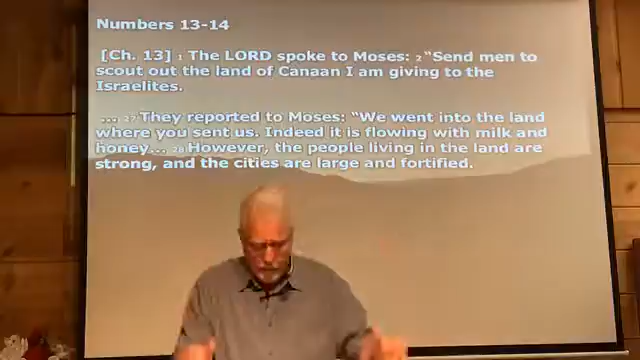 Numbers 13-14
[Ch. 13] 1 The LORD spoke to Moses: 2 “Send men to
scout out the land of Canaan I am giving to the
Israelites.
... 27 They reported to Moses: “We went into the land
where you sent us. Indeed it is flowing with milk and
honey... 28 However, the people living in the land are
strong, and the cities are large and fortified.